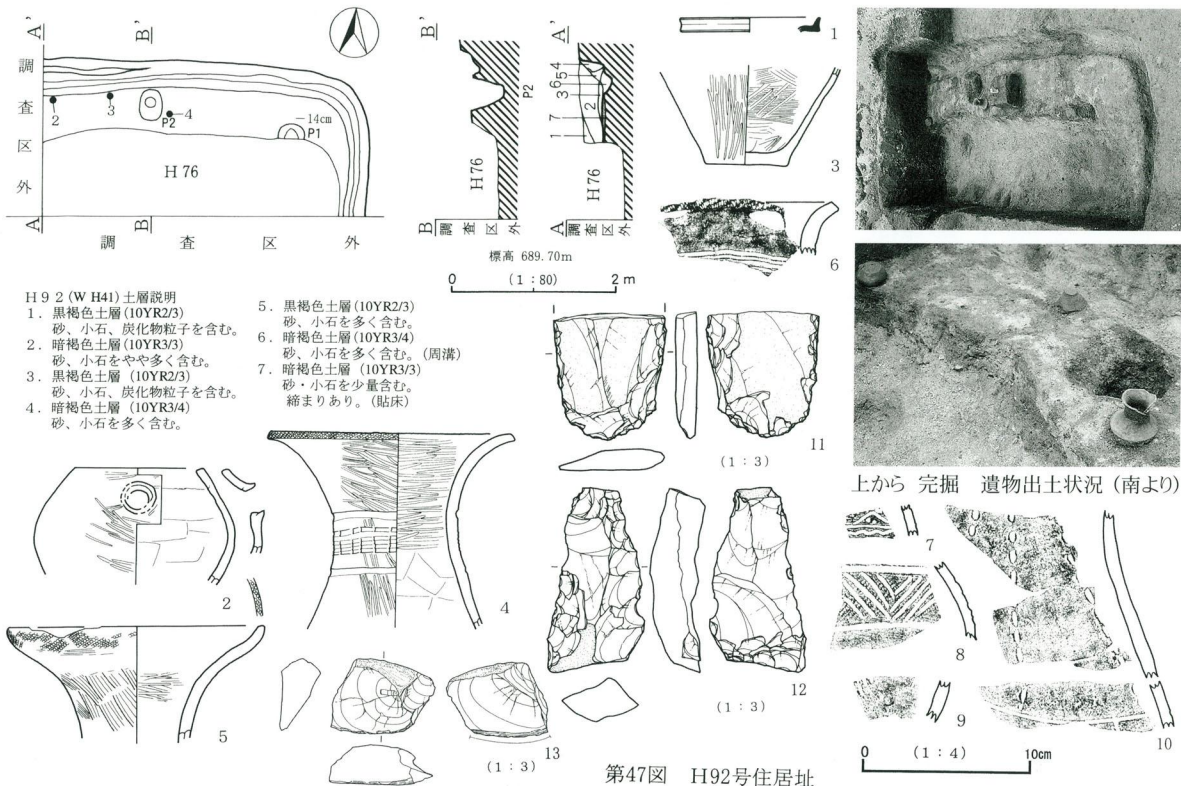 A'
B'
調
査
区
外
2
3
4
P2
-14cm
P1
H 76
A
B
調 査 区 外
B'
A'
P2
4
5
6
3
2
7
1
H76
H76
B
調査区外
A
調査区外
標高 689.70m
0 (1：80) 2 m
H９２(W H41)土層説明
1．黒褐色土層(10YR2/3)
砂、小石、炭化物粒子を含む。
2．暗褐色土層(10YR3/3)
砂、小石をやや多く含む。
3．黒褐色土層 (10YR2/3)
砂、小石、炭化物粒子を含む。
4．暗褐色土層 (10YR3/4)
砂、小石を多く含む。
5．黒褐色土層(10YR2/3)
砂、小石を多く含む。
6．暗褐色土層 (10YR3/4)
砂、小石を多く含む。(周溝)
7．暗褐色土層 (10YR3/3)
砂・小石を少量含む。
締まりあり。(貼床)
1
3
6
11
(1：3)
2
4
5
12
(1：3)
13
(1：3)
上から 完掘　遺物出土状況 (南より)
7
8
9
10
0 (1：4) 10cm
第47図　H92号住居址